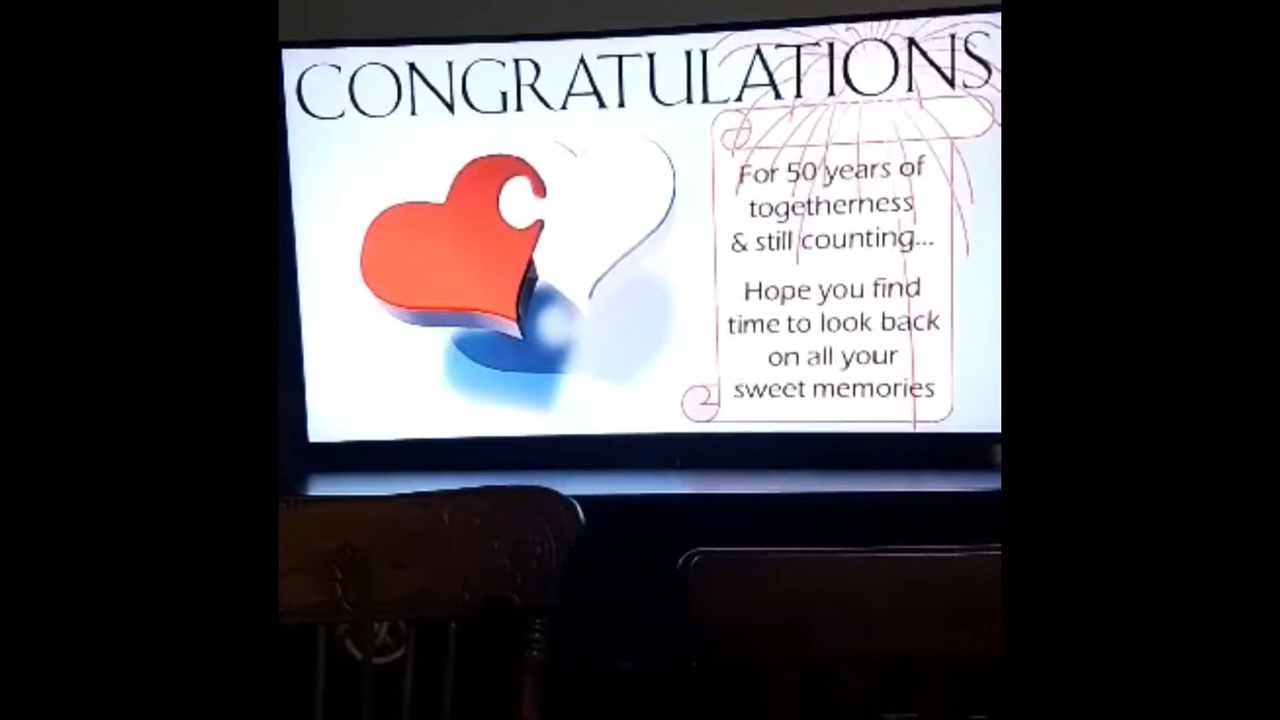 CONGRATULATIONS
For 50 years of
togetherness
& still counting...
Hope you find
time to look back
on all your
sweet memories